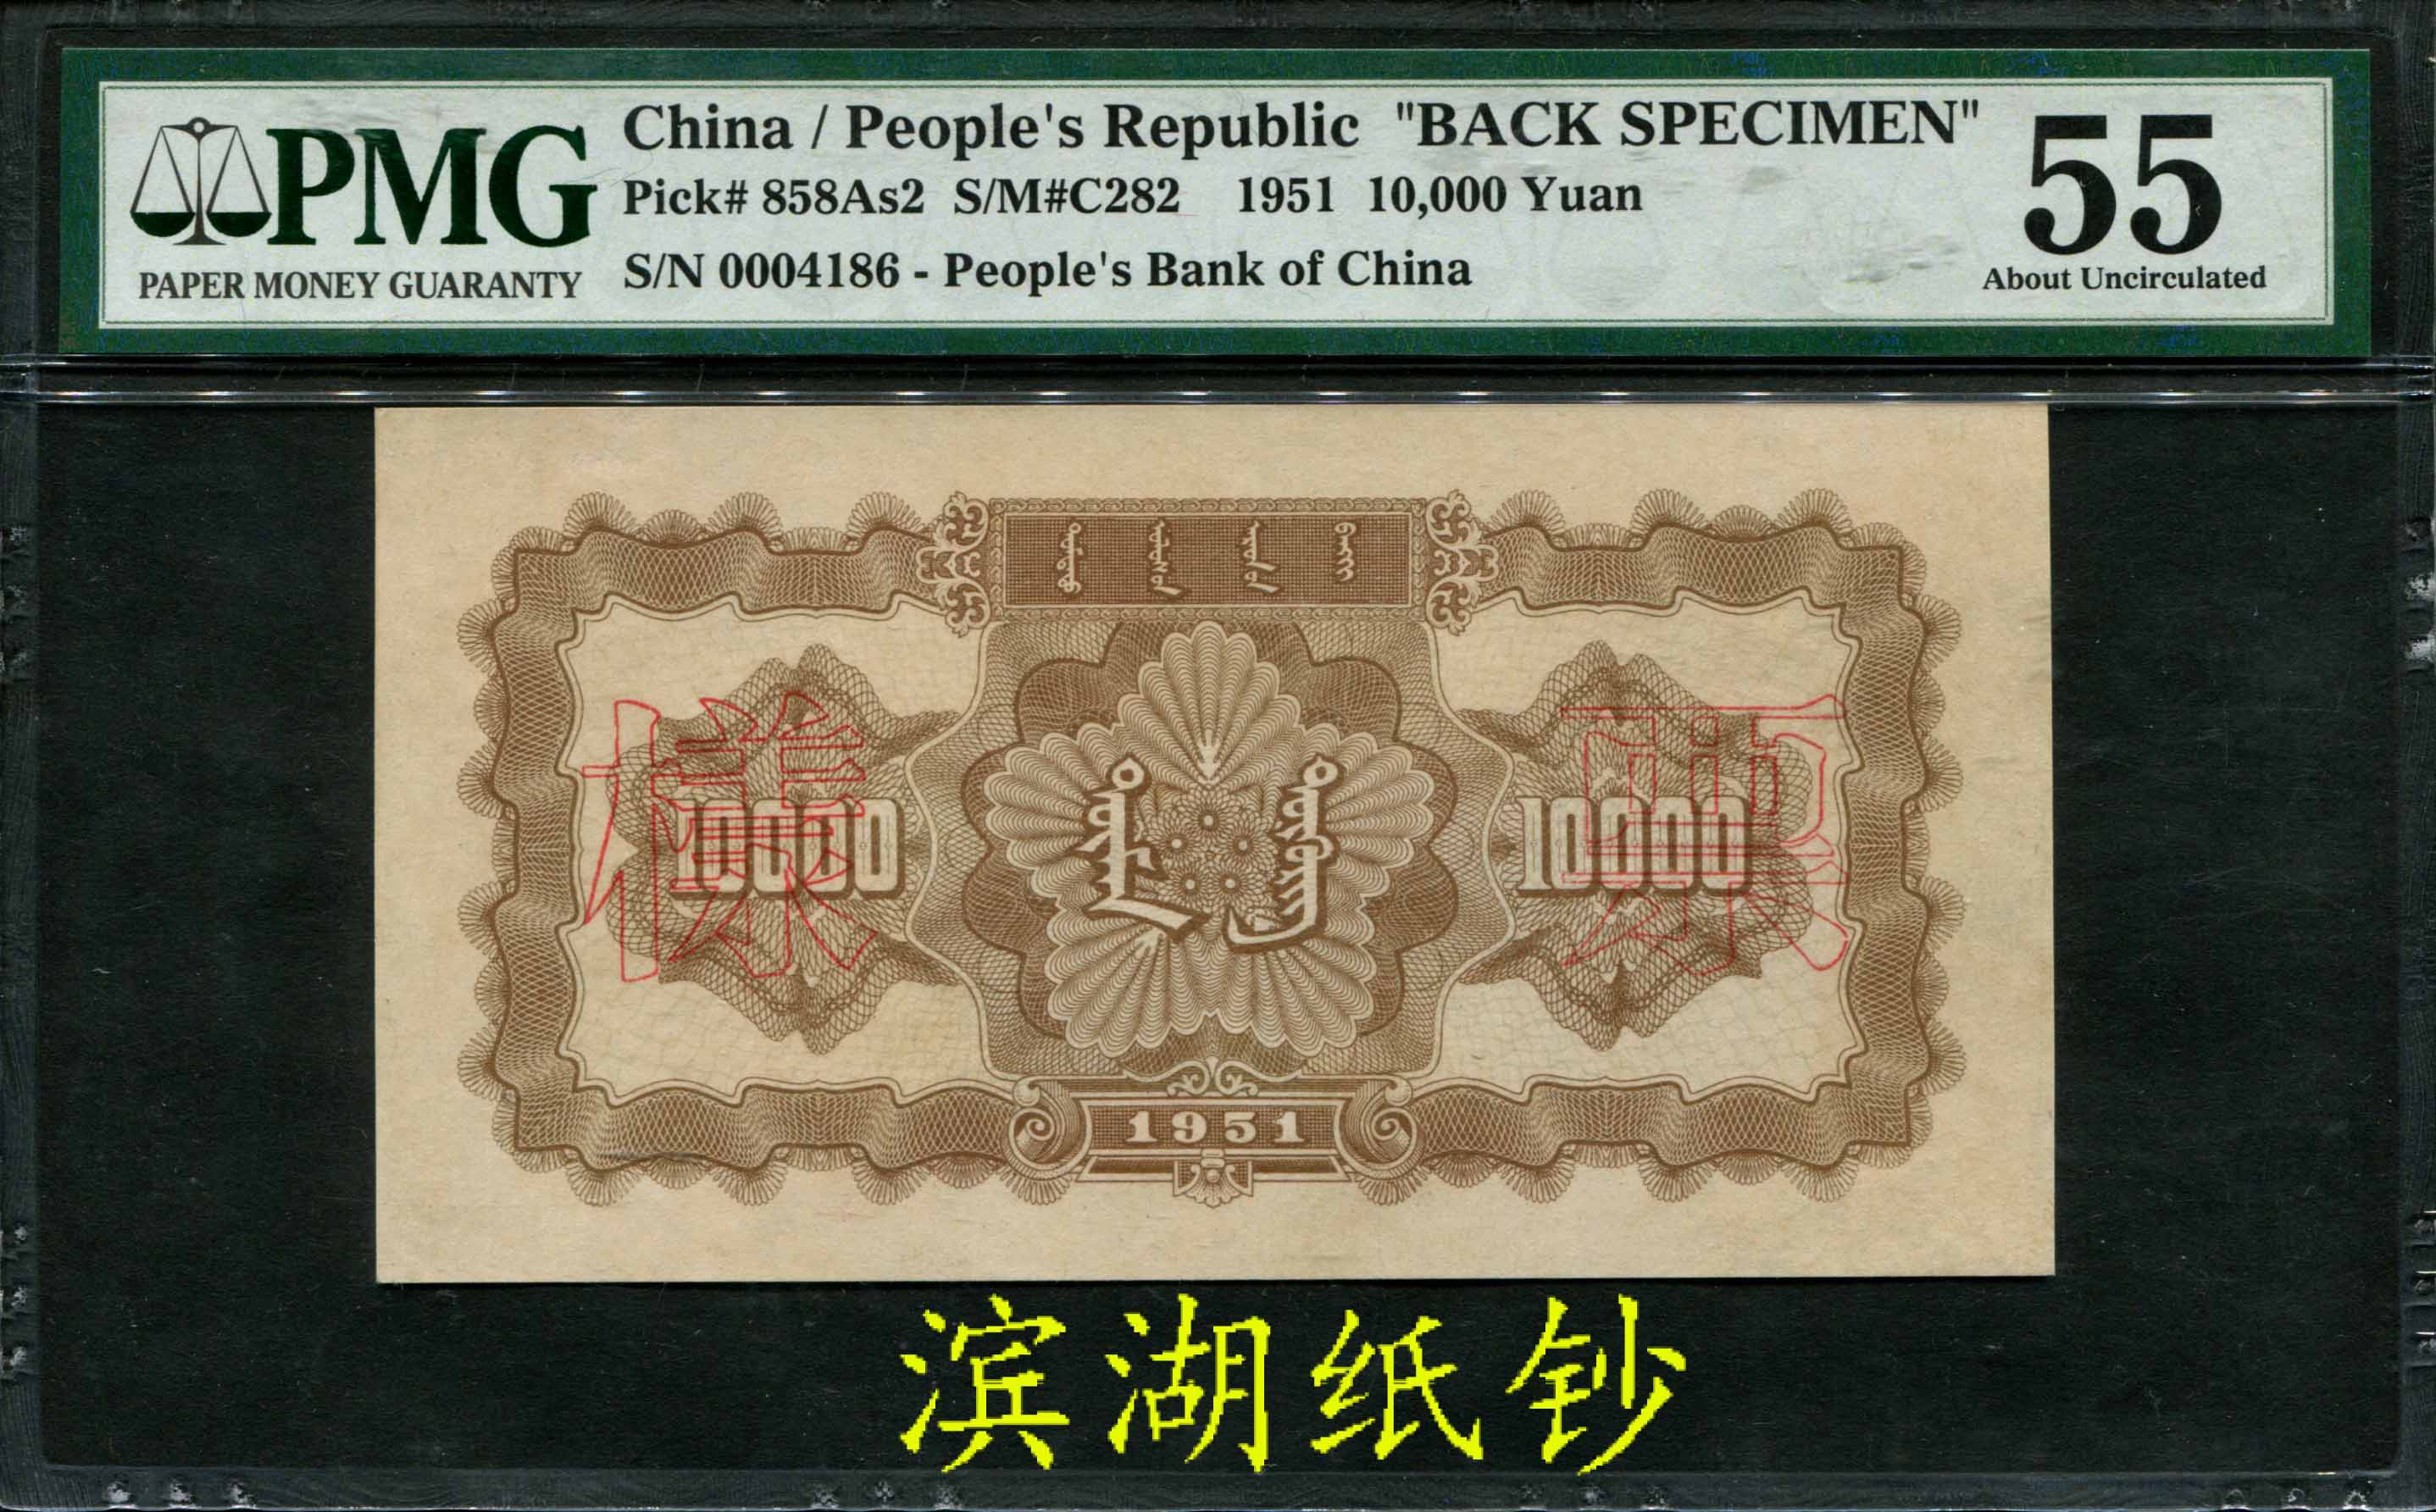 PMG
PAPER MONEY GUARANTY
China / People's Republic "BACK SPECIMEN"
Pick# 858As2 S/M#C282 1951 10,000 Yuan
S/N 0004186 - People's Bank of China
55
About Uncirculated
樣 票
10000 10000
1951
滨湖纸钞